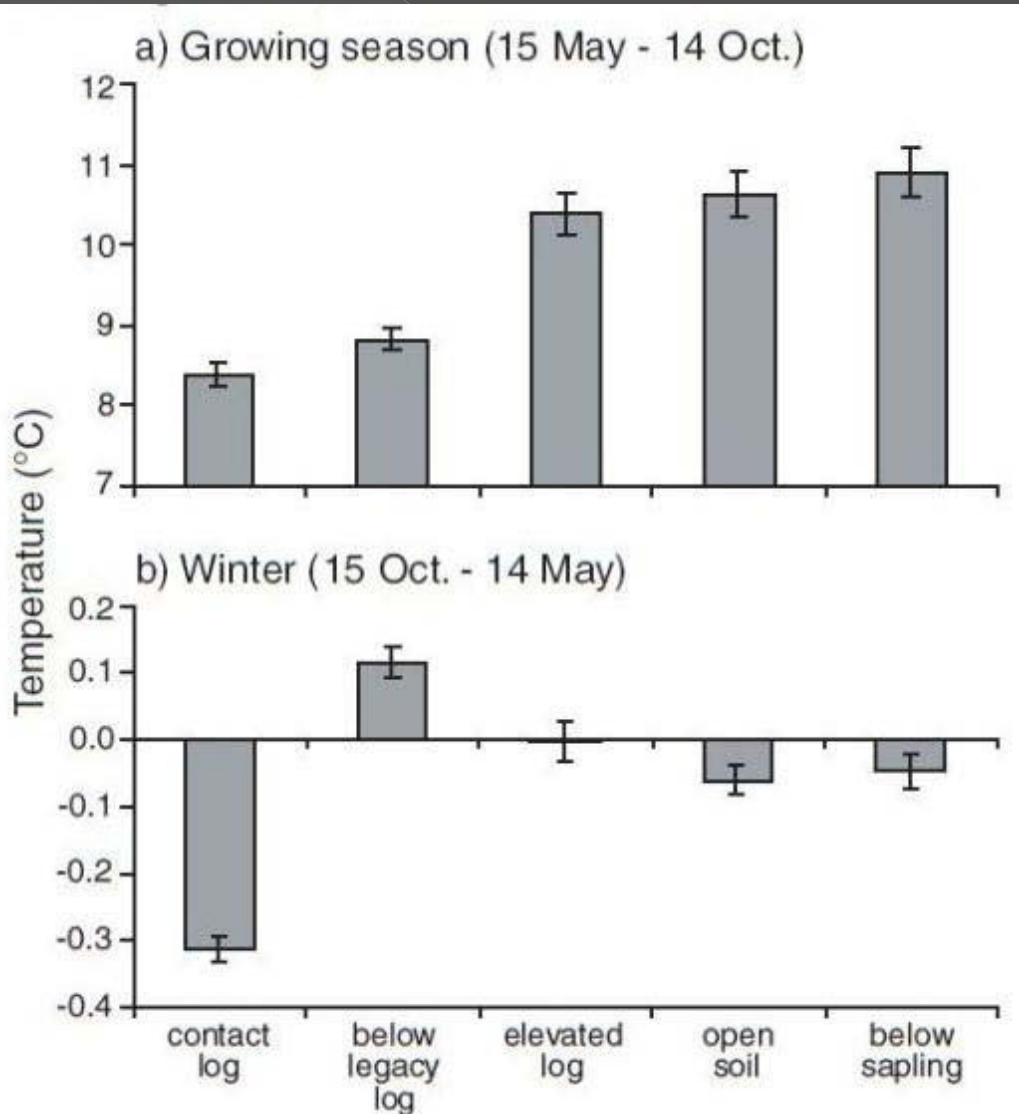 a) Growing season (15 May - 14 Oct.)
12
11
10
9
8
7
Temperature (°C)
b) Winter (15 Oct. - 14 May)
0.2
0.1
0.0
-0.1
-0.2
-0.3
-0.4
contact
log
below
legacy
log
elevated
log
open
soil
below
sapling